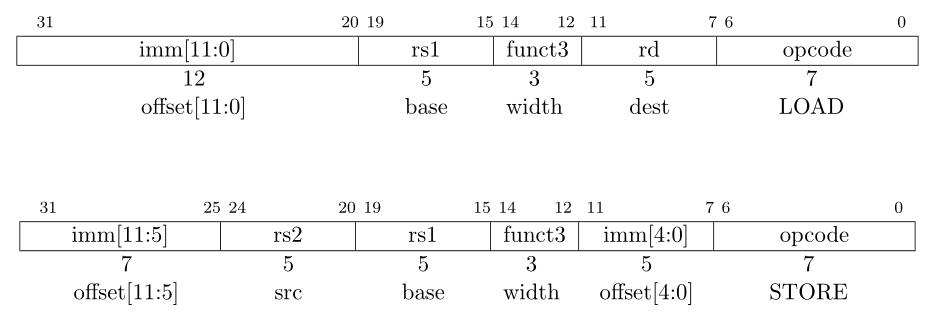 31 20 19 15 14 12 11 7 6 0
imm[11:0] rs1 funct3 rd opcode
12 5 3 5 7
offset[11:0] base width dest LOAD
31 25 24 20 19 15 14 12 11 7 6 0
imm[11:5] rs2 rs1 funct3 imm[4:0] opcode
7 5 5 3 5 7
offset[11:5] src base width offset[4:0] STORE